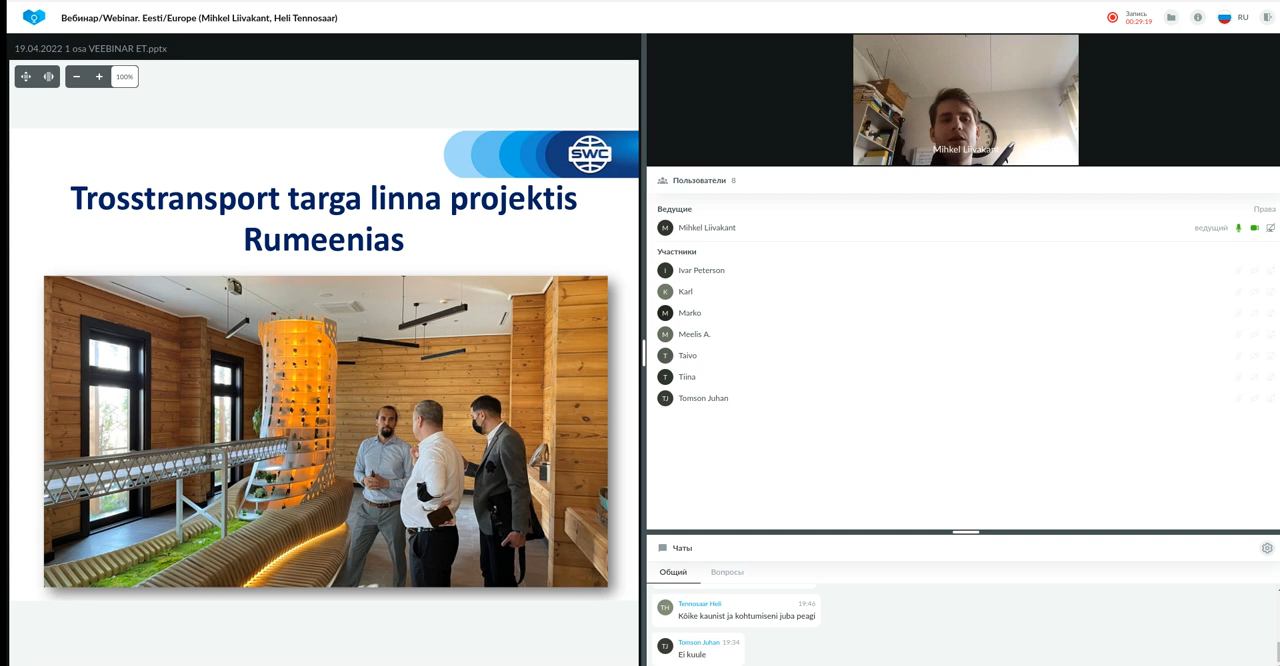 Вебинар/Webinar. Eesti/Europe (Mihkel Liivakant, Heli Tennosaar)
Запись
00:29:19
RU
19.04.2022 1 osa VEEBINAR ET.pptx
100%
SWC
Trosstransport targa linna projektis
Rumeenias
Mihkel Liivakant
Пользователи 8
Ведущие
Права
M Mihkel Liivakant
ведущий
Участники
I Ivar Peterson
K Karl
M Marko
M Meelis A.
T Taivo
T Tiina
TJ Tomson Juhan
Чаты
Общий
Вопросы
TH Tennosaar Heli 19:46
Kõike kaunist ja kohtumiseni juba peagi
TJ Tomson Juhan 19:34
Ei kuule